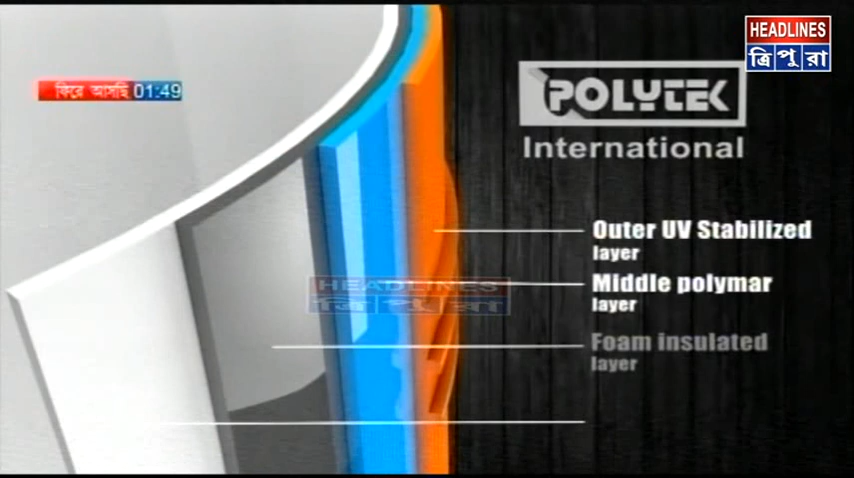 HEADLINES
ত্রিপুরা
ফিরে আসছি 01:49
POLYTEK
International
Outer UV Stabilized
layer
Middle polymar
layer
HEADLINES
ত্রিপুরা
Foam insulated
layer